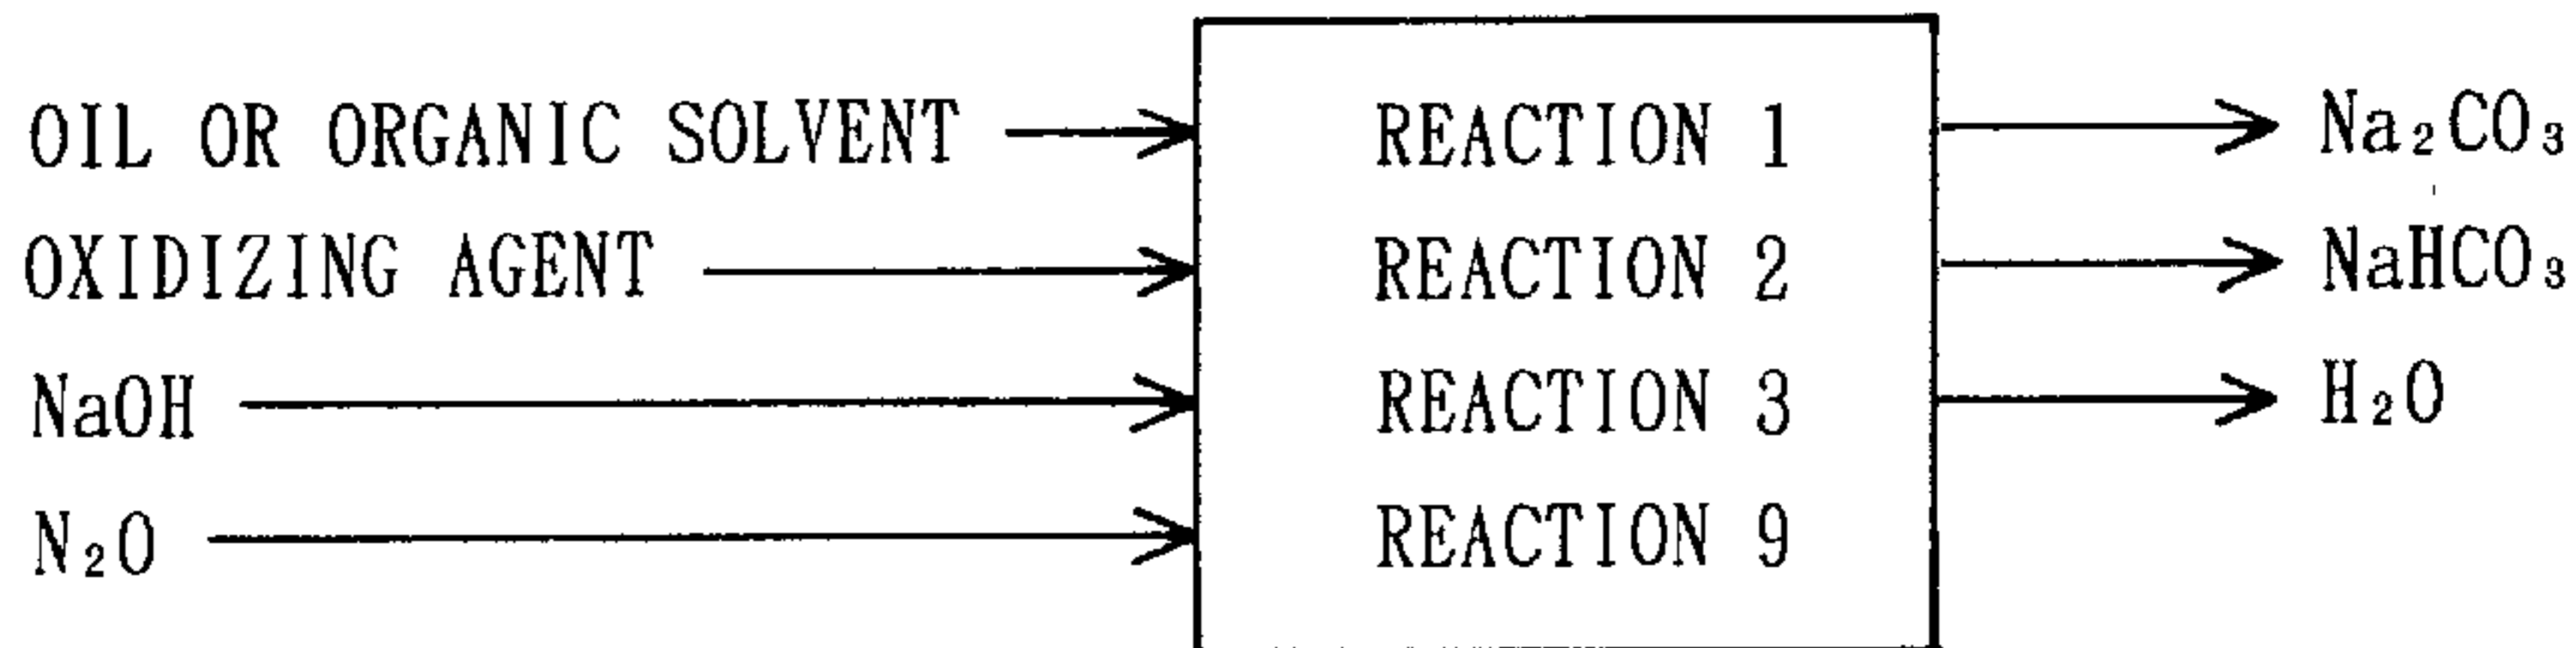 OIL OR ORGANIC SOLVENT REACTION 1 Na₂CO₃
OXIDIZING AGENT REACTION 2 NaHCO₃
NaOH REACTION 3 H₂O
N₂O REACTION 9